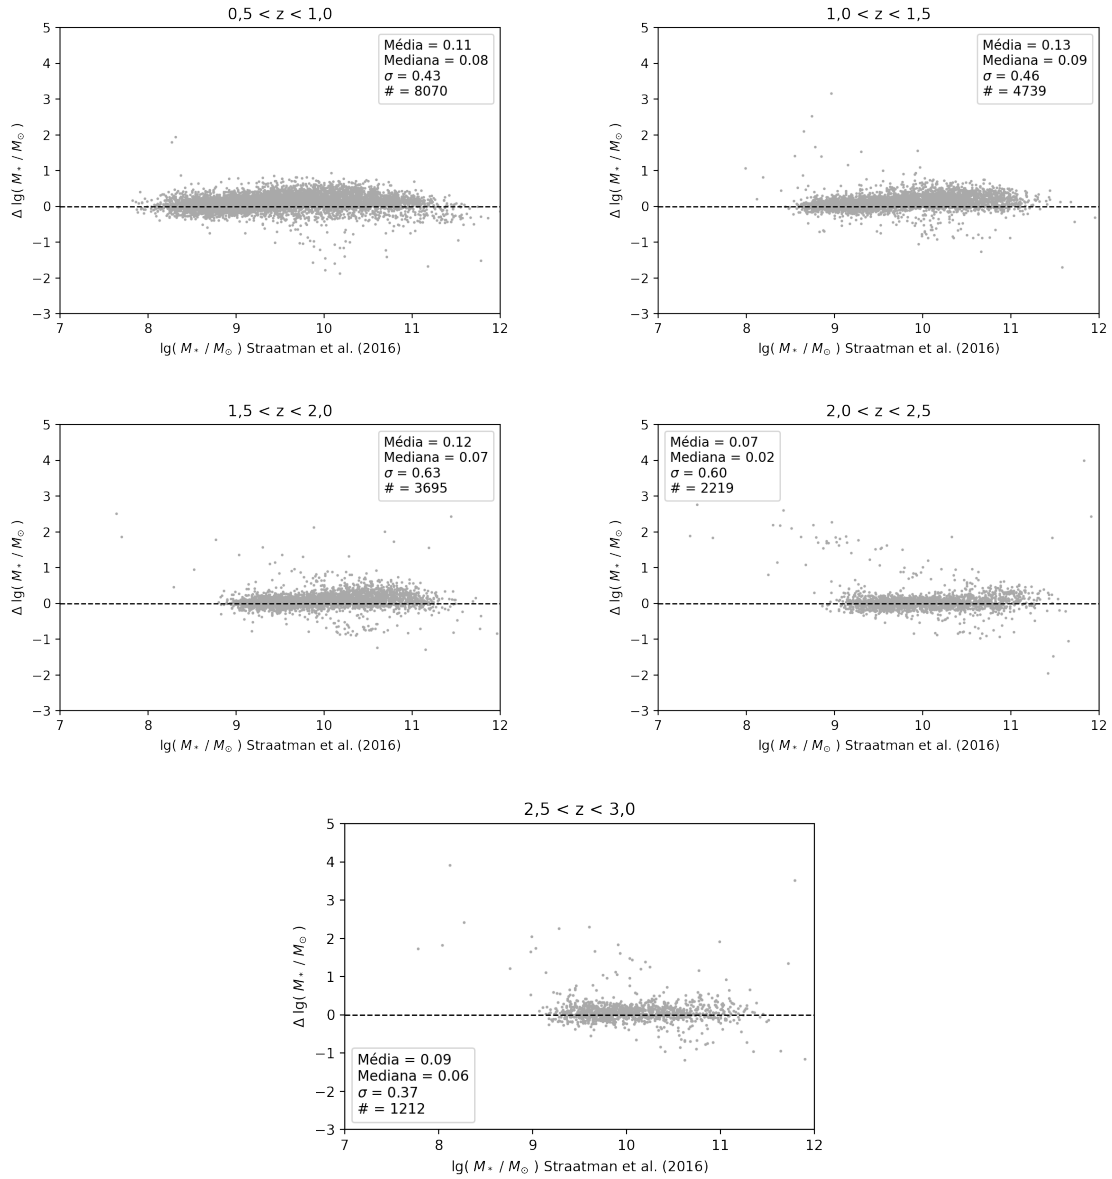 0,5 < z < 1,0
5
4
3
2
1
0
−1
−2
−3
Δ lg( M* / M⊙ )
Média = 0.11
Mediana = 0.08
σ = 0.43
# = 8070
7 8 9 10 11 12
lg( M* / M⊙ ) Straatman et al. (2016)
1,0 < z < 1,5
5
4
3
2
1
0
−1
−2
−3
Δ lg( M* / M⊙ )
Média = 0.13
Mediana = 0.09
σ = 0.46
# = 4739
7 8 9 10 11 12
lg( M* / M⊙ ) Straatman et al. (2016)
1,5 < z < 2,0
5
4
3
2
1
0
−1
−2
−3
Δ lg( M* / M⊙ )
Média = 0.12
Mediana = 0.07
σ = 0.63
# = 3695
7 8 9 10 11 12
lg( M* / M⊙ ) Straatman et al. (2016)
2,0 < z < 2,5
5
4
3
2
1
0
−1
−2
−3
Δ lg( M* / M⊙ )
Média = 0.07
Mediana = 0.02
σ = 0.60
# = 2219
7 8 9 10 11 12
lg( M* / M⊙ ) Straatman et al. (2016)
2,5 < z < 3,0
5
4
3
2
1
0
−1
−2
−3
Δ lg( M* / M⊙ )
Média = 0.09
Mediana = 0.06
σ = 0.37
# = 1212
7 8 9 10 11 12
lg( M* / M⊙ ) Straatman et al. (2016)